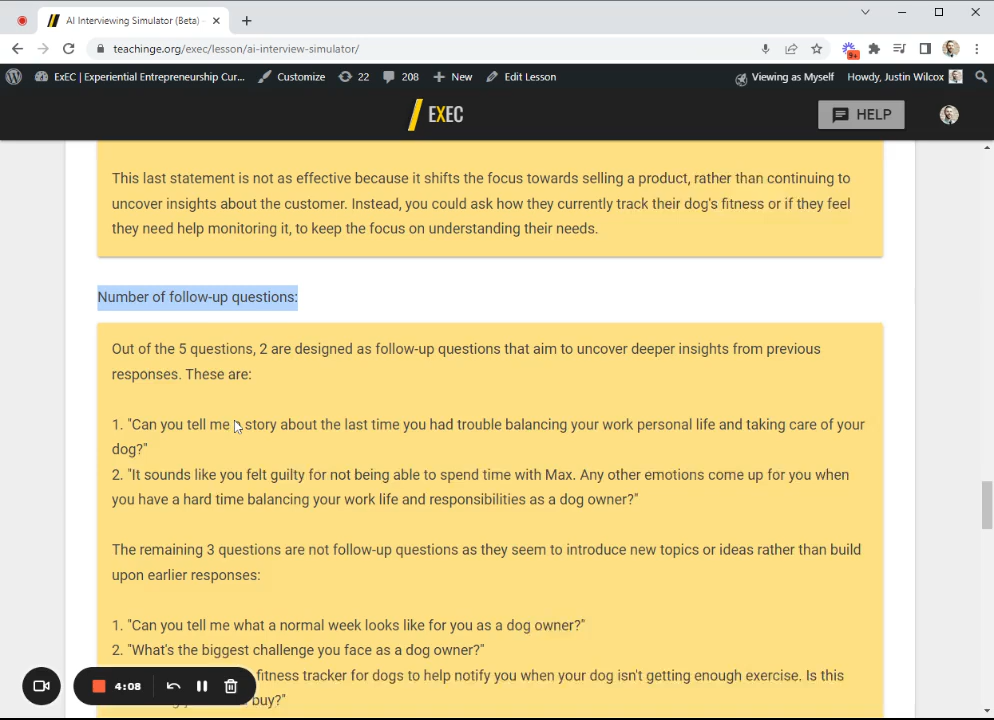 AI Interviewing Simulator (Beta) -
teachinge.org/exec/lesson/ai-interview-simulator/
9+
ExEC | Experiential Entrepreneurship Cur... Customize 22 208 New Edit Lesson Viewing as Myself Howdy, Justin Wilcox
EXEC HELP
This last statement is not as effective because it shifts the focus towards selling a product, rather than continuing to
uncover insights about the customer. Instead, you could ask how they currently track their dog's fitness or if they feel
they need help monitoring it, to keep the focus on understanding their needs.
Number of follow-up questions:
Out of the 5 questions, 2 are designed as follow-up questions that aim to uncover deeper insights from previous
responses. These are:
1. "Can you tell me a story about the last time you had trouble balancing your work personal life and taking care of your
dog?"
2. "It sounds like you felt guilty for not being able to spend time with Max. Any other emotions come up for you when
you have a hard time balancing your work life and responsibilities as a dog owner?"
The remaining 3 questions are not follow-up questions as they seem to introduce new topics or ideas rather than build
upon earlier responses:
1. "Can you tell me what a normal week looks like for you as a dog owner?"
2. "What's the biggest challenge you face as a dog owner?"
fitness tracker for dogs to help notify you when your dog isn't getting enough exercise. Is this
buy?"
4:08